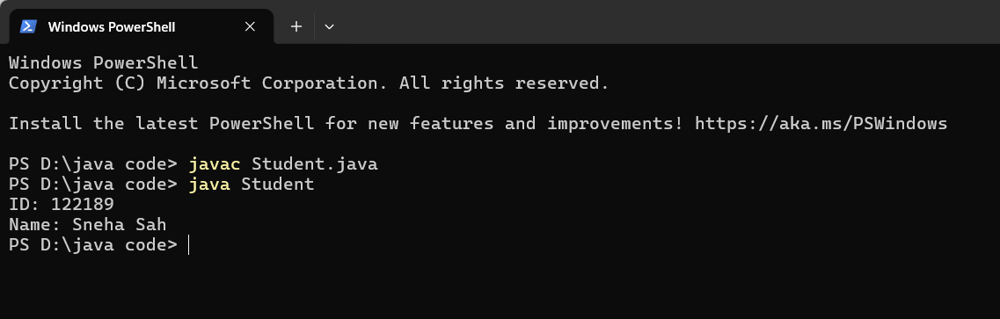 Windows PowerShell
Windows PowerShell
Copyright (C) Microsoft Corporation. All rights reserved.
Install the latest PowerShell for new features and improvements! https://aka.ms/PSWindows
PS D:\java code> javac Student.java
PS D:\java code> java Student
ID: 122189
Name: Sneha Sah
PS D:\java code>